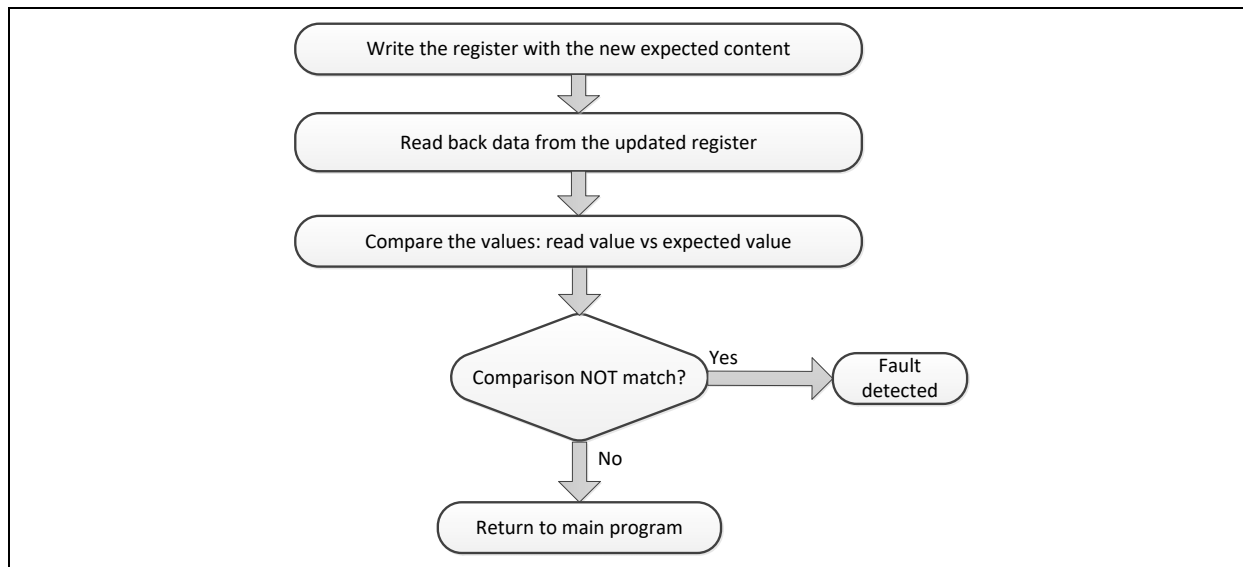 Write the register with the new expected content
Read back data from the updated register
Compare the values: read value vs expected value
Comparison NOT match?
Yes
Fault
detected
No
Return to main program